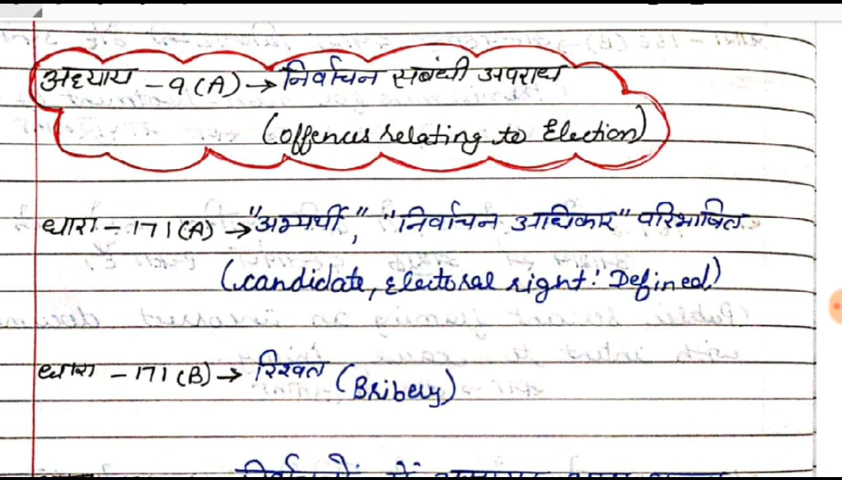 अध्याय - 9 (A) → निर्वाचन संबंधी अपराध
(offences relating to Election)
धारा - 171(A) → "अभ्यर्थी", "निर्वाचन अधिकार" परिभाषित
(candidate, Electoral right : Defined)
धारा - 171(B) → रिश्वत (Bribery)